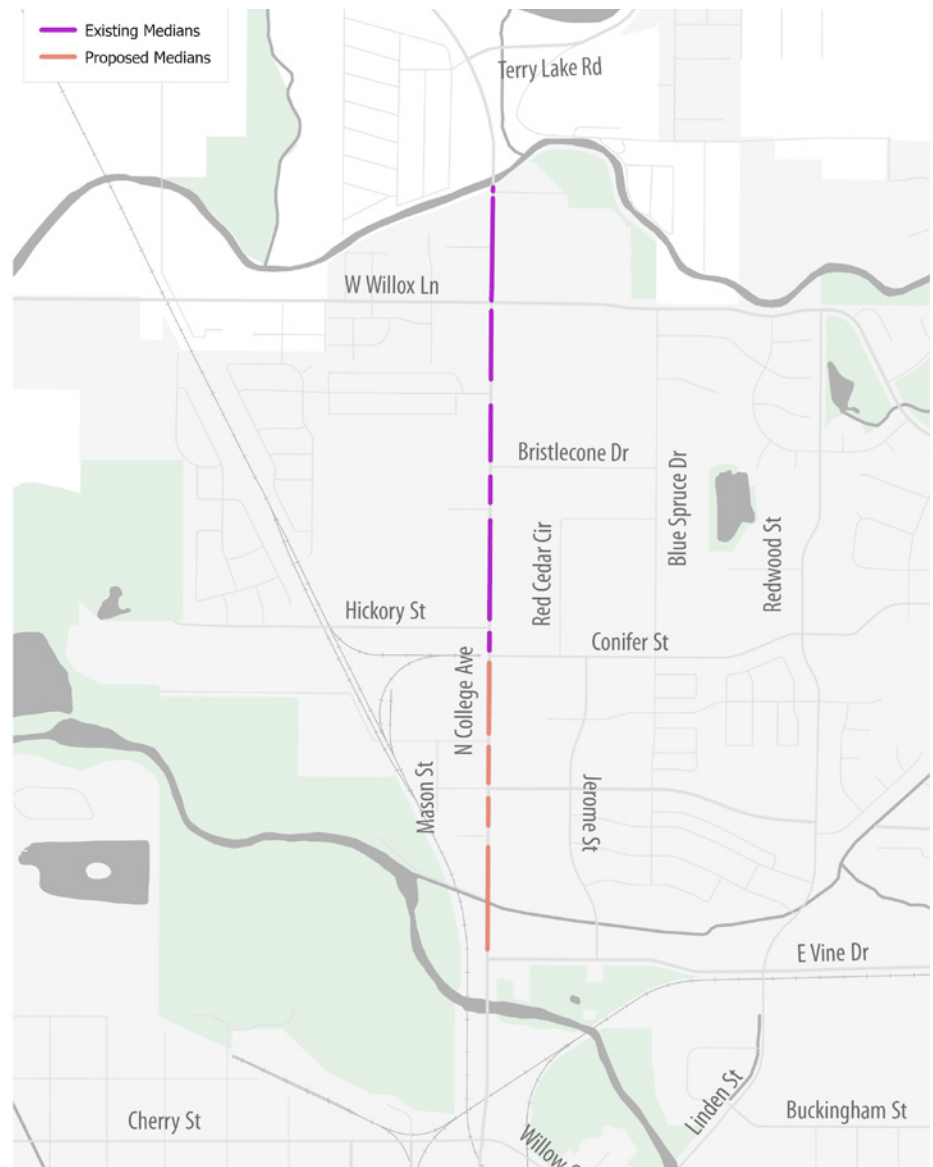 Existing Medians
Proposed Medians
Terry Lake Rd
W Willox Ln
Bristlecone Dr
Blue Spruce Dr
Red Cedar Cir
Redwood St
Hickory St
Conifer St
N College Ave
Mason St
Jerome St
E Vine Dr
Linden St
Buckingham St
Cherry St
Willow